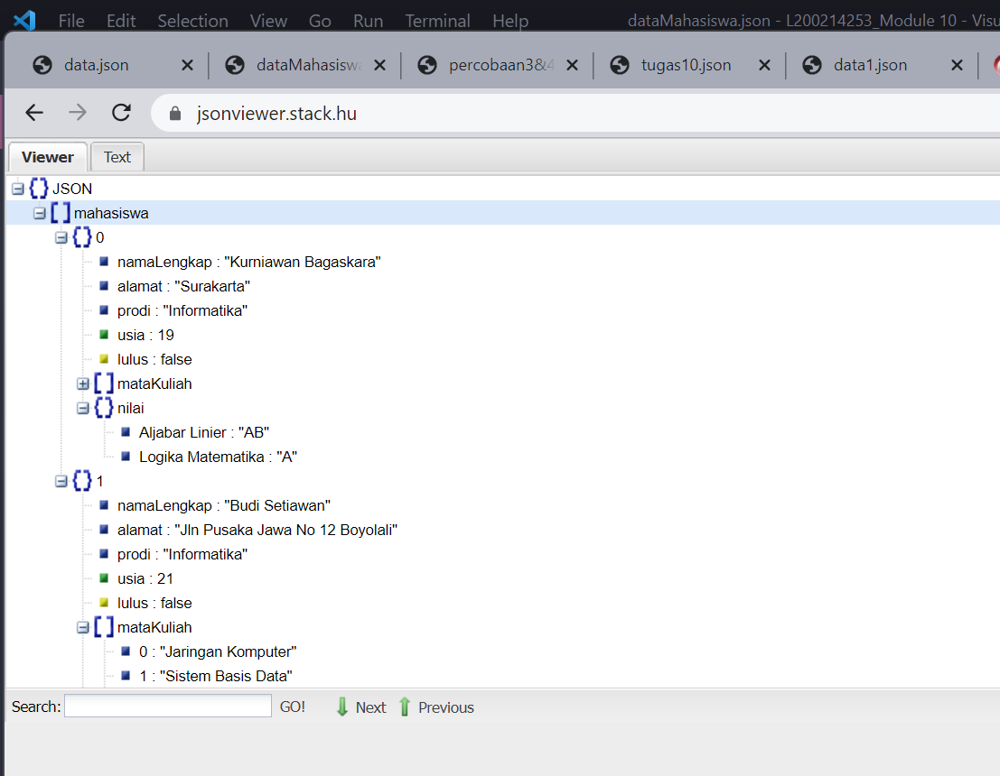 File Edit Selection View Go Run Terminal Help dataMahasiswa.json - L200214253_Module 10 - Visu
data.json dataMahasiswa percobaan3&4 tugas10.json data1.json
jsonviewer.stack.hu
Viewer Text
{} JSON
[] mahasiswa
{} 0
namaLengkap : "Kurniawan Bagaskara"
alamat : "Surakarta"
prodi : "Informatika"
usia : 19
lulus : false
[] mataKuliah
{} nilai
Aljabar Linier : "AB"
Logika Matematika : "A"
{} 1
namaLengkap : "Budi Setiawan"
alamat : "Jln Pusaka Jawa No 12 Boyolali"
prodi : "Informatika"
usia : 21
lulus : false
[] mataKuliah
0 : "Jaringan Komputer"
1 : "Sistem Basis Data"
Search: GO! Next Previous